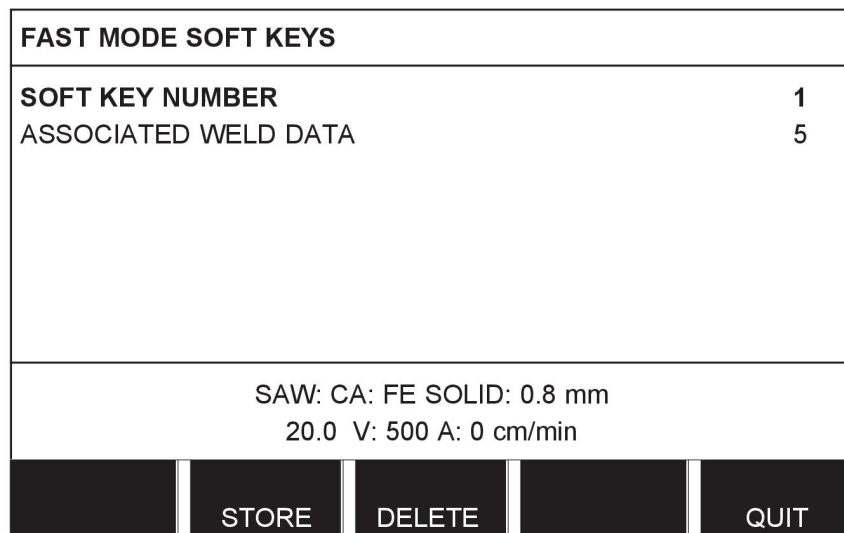 FAST MODE SOFT KEYS
SOFT KEY NUMBER 1
ASSOCIATED WELD DATA 5
SAW: CA: FE SOLID: 0.8 mm
20.0 V: 500 A: 0 cm/min
STORE DELETE QUIT